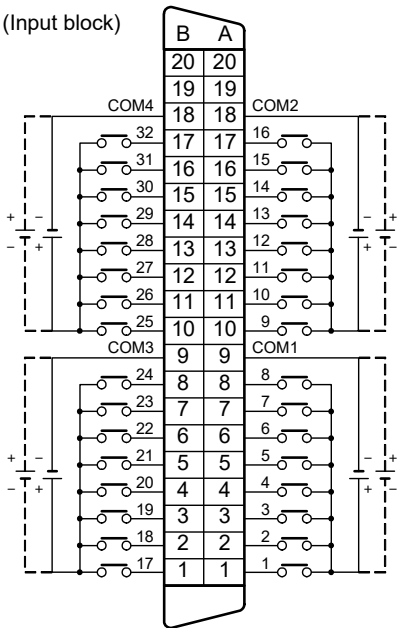 (Input block)
B A
20 20
19 19
COM4 18 18 COM2
32 17 17 16
31 16 16 15
30 15 15 14
+ − 29 14 14 13 − +
− + 28 13 13 12 + −
27 12 12 11
26 11 11 10
25 10 10 9
COM3 9 9 COM1
24 8 8 8
23 7 7 7
22 6 6 6
+ − 21 5 5 5 − +
− + 20 4 4 4 + −
19 3 3 3
18 2 2 2
17 1 1 1